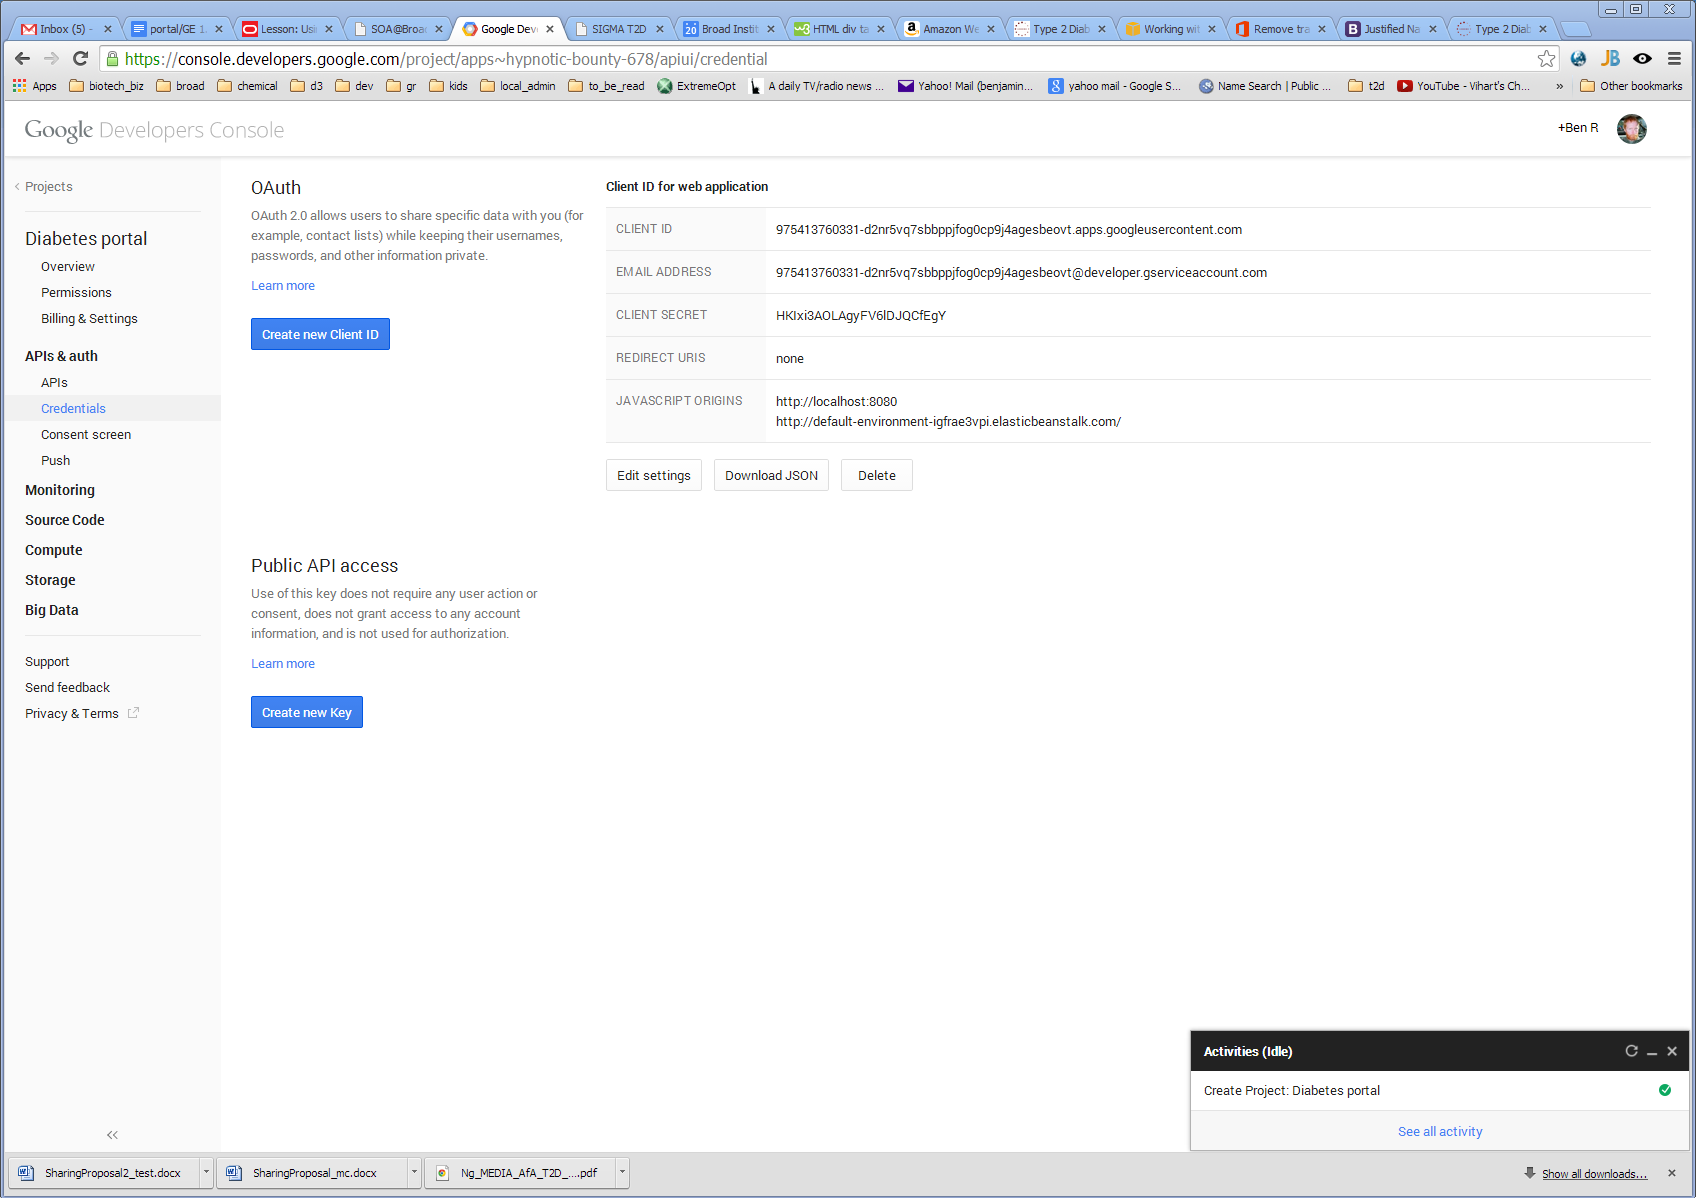 Inbox (5) -
portal/GE 1.
Lesson: Usi
SOA@Broad
Google Dev
SIGMA T2D
Broad Instit
HTML div ta
Amazon We
Type 2 Diab
Working wit
Remove tra
Justified Na
Type 2 Diab
https://console.developers.google.com/project/apps~hypnotic-bounty-678/apiui/credential
Apps
biotech_biz
broad
chemical
d3
dev
gr
kids
local_admin
to_be_read
ExtremeOpt
A daily TV/radio news ...
Yahoo! Mail (benjamin...
yahoo mail - Google S...
Name Search | Public ...
t2d
YouTube - Vihart's Ch...
»
Other bookmarks
Google Developers Console
+Ben R
Projects
Diabetes portal
Overview
Permissions
Billing & Settings
APIs & auth
APIs
Credentials
Consent screen
Push
Monitoring
Source Code
Compute
Storage
Big Data
Support
Send feedback
Privacy & Terms
OAuth
OAuth 2.0 allows users to share specific data with you (for
example, contact lists) while keeping their usernames,
passwords, and other information private.
Learn more
Create new Client ID
Client ID for web application
CLIENT ID
975413760331-d2nr5vq7sbbppjfog0cp9j4agesbeovt.apps.googleusercontent.com
EMAIL ADDRESS
975413760331-d2nr5vq7sbbppjfog0cp9j4agesbeovt@developer.gserviceaccount.com
CLIENT SECRET
HKIxi3AOLAgyFV6lDJQCfEgY
REDIRECT URIS
none
JAVASCRIPT ORIGINS
http://localhost:8080
http://default-environment-igfrae3vpi.elasticbeanstalk.com/
Edit settings
Download JSON
Delete
Public API access
Use of this key does not require any user action or
consent, does not grant access to any account
information, and is not used for authorization.
Learn more
Create new Key
Activities (Idle)
Create Project: Diabetes portal
See all activity
SharingProposal2_test.docx
SharingProposal_mc.docx
Ng_MEDIA_AfA_T2D_....pdf
Show all downloads...